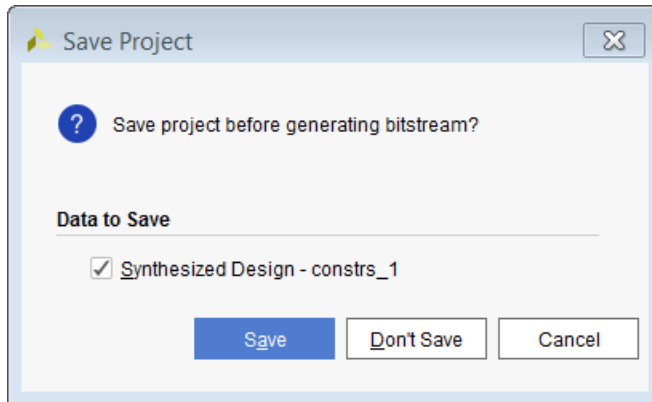 Save Project
Save project before generating bitstream?
Data to Save
Synthesized Design - constrs_1
Save
Don't Save
Cancel